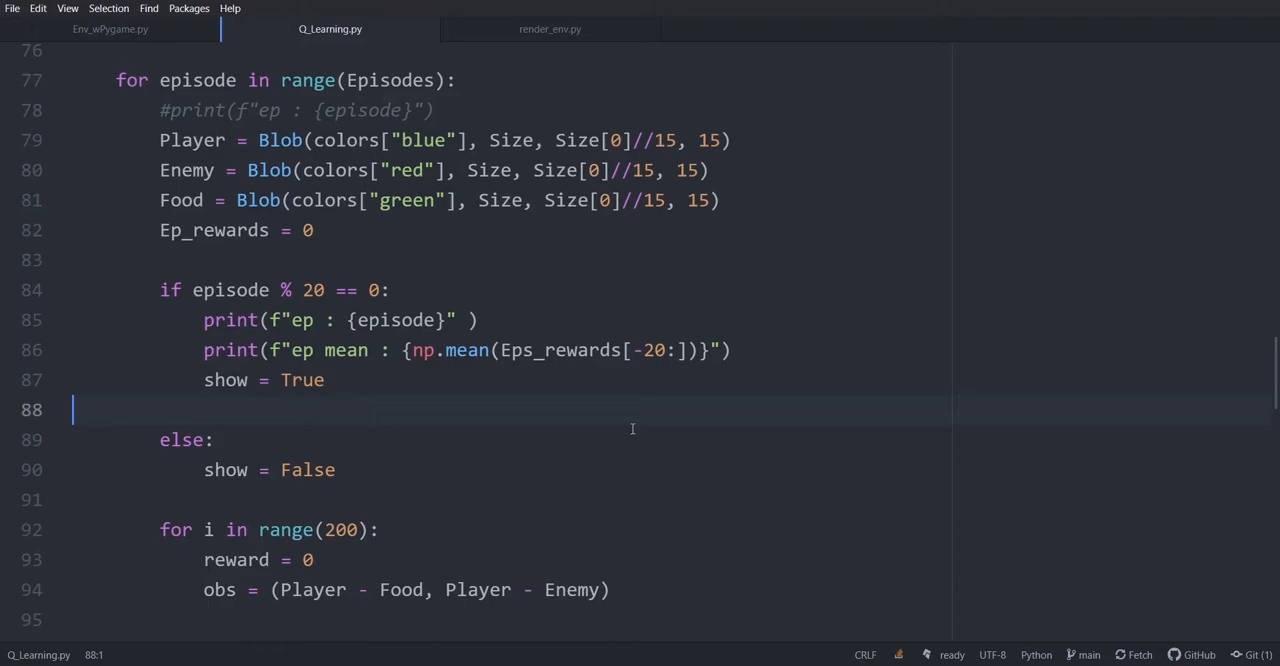 File Edit View Selection Find Packages Help
Env_wPygame.py Q_Learning.py render_env.py
76
77 for episode in range(Episodes):
78 #print(f"ep : {episode}")
79 Player = Blob(colors["blue"], Size, Size[0]//15, 15)
80 Enemy = Blob(colors["red"], Size, Size[0]//15, 15)
81 Food = Blob(colors["green"], Size, Size[0]//15, 15)
82 Ep_rewards = 0
83
84 if episode % 20 == 0:
85 print(f"ep : {episode}" )
86 print(f"ep mean : {np.mean(Eps_rewards[-20:])}")
87 show = True
88
89 else:
90 show = False
91
92 for i in range(200):
93 reward = 0
94 obs = (Player - Food, Player - Enemy)
95
Q_Learning.py 88:1 CRLF ready UTF-8 Python main Fetch GitHub Git (1)